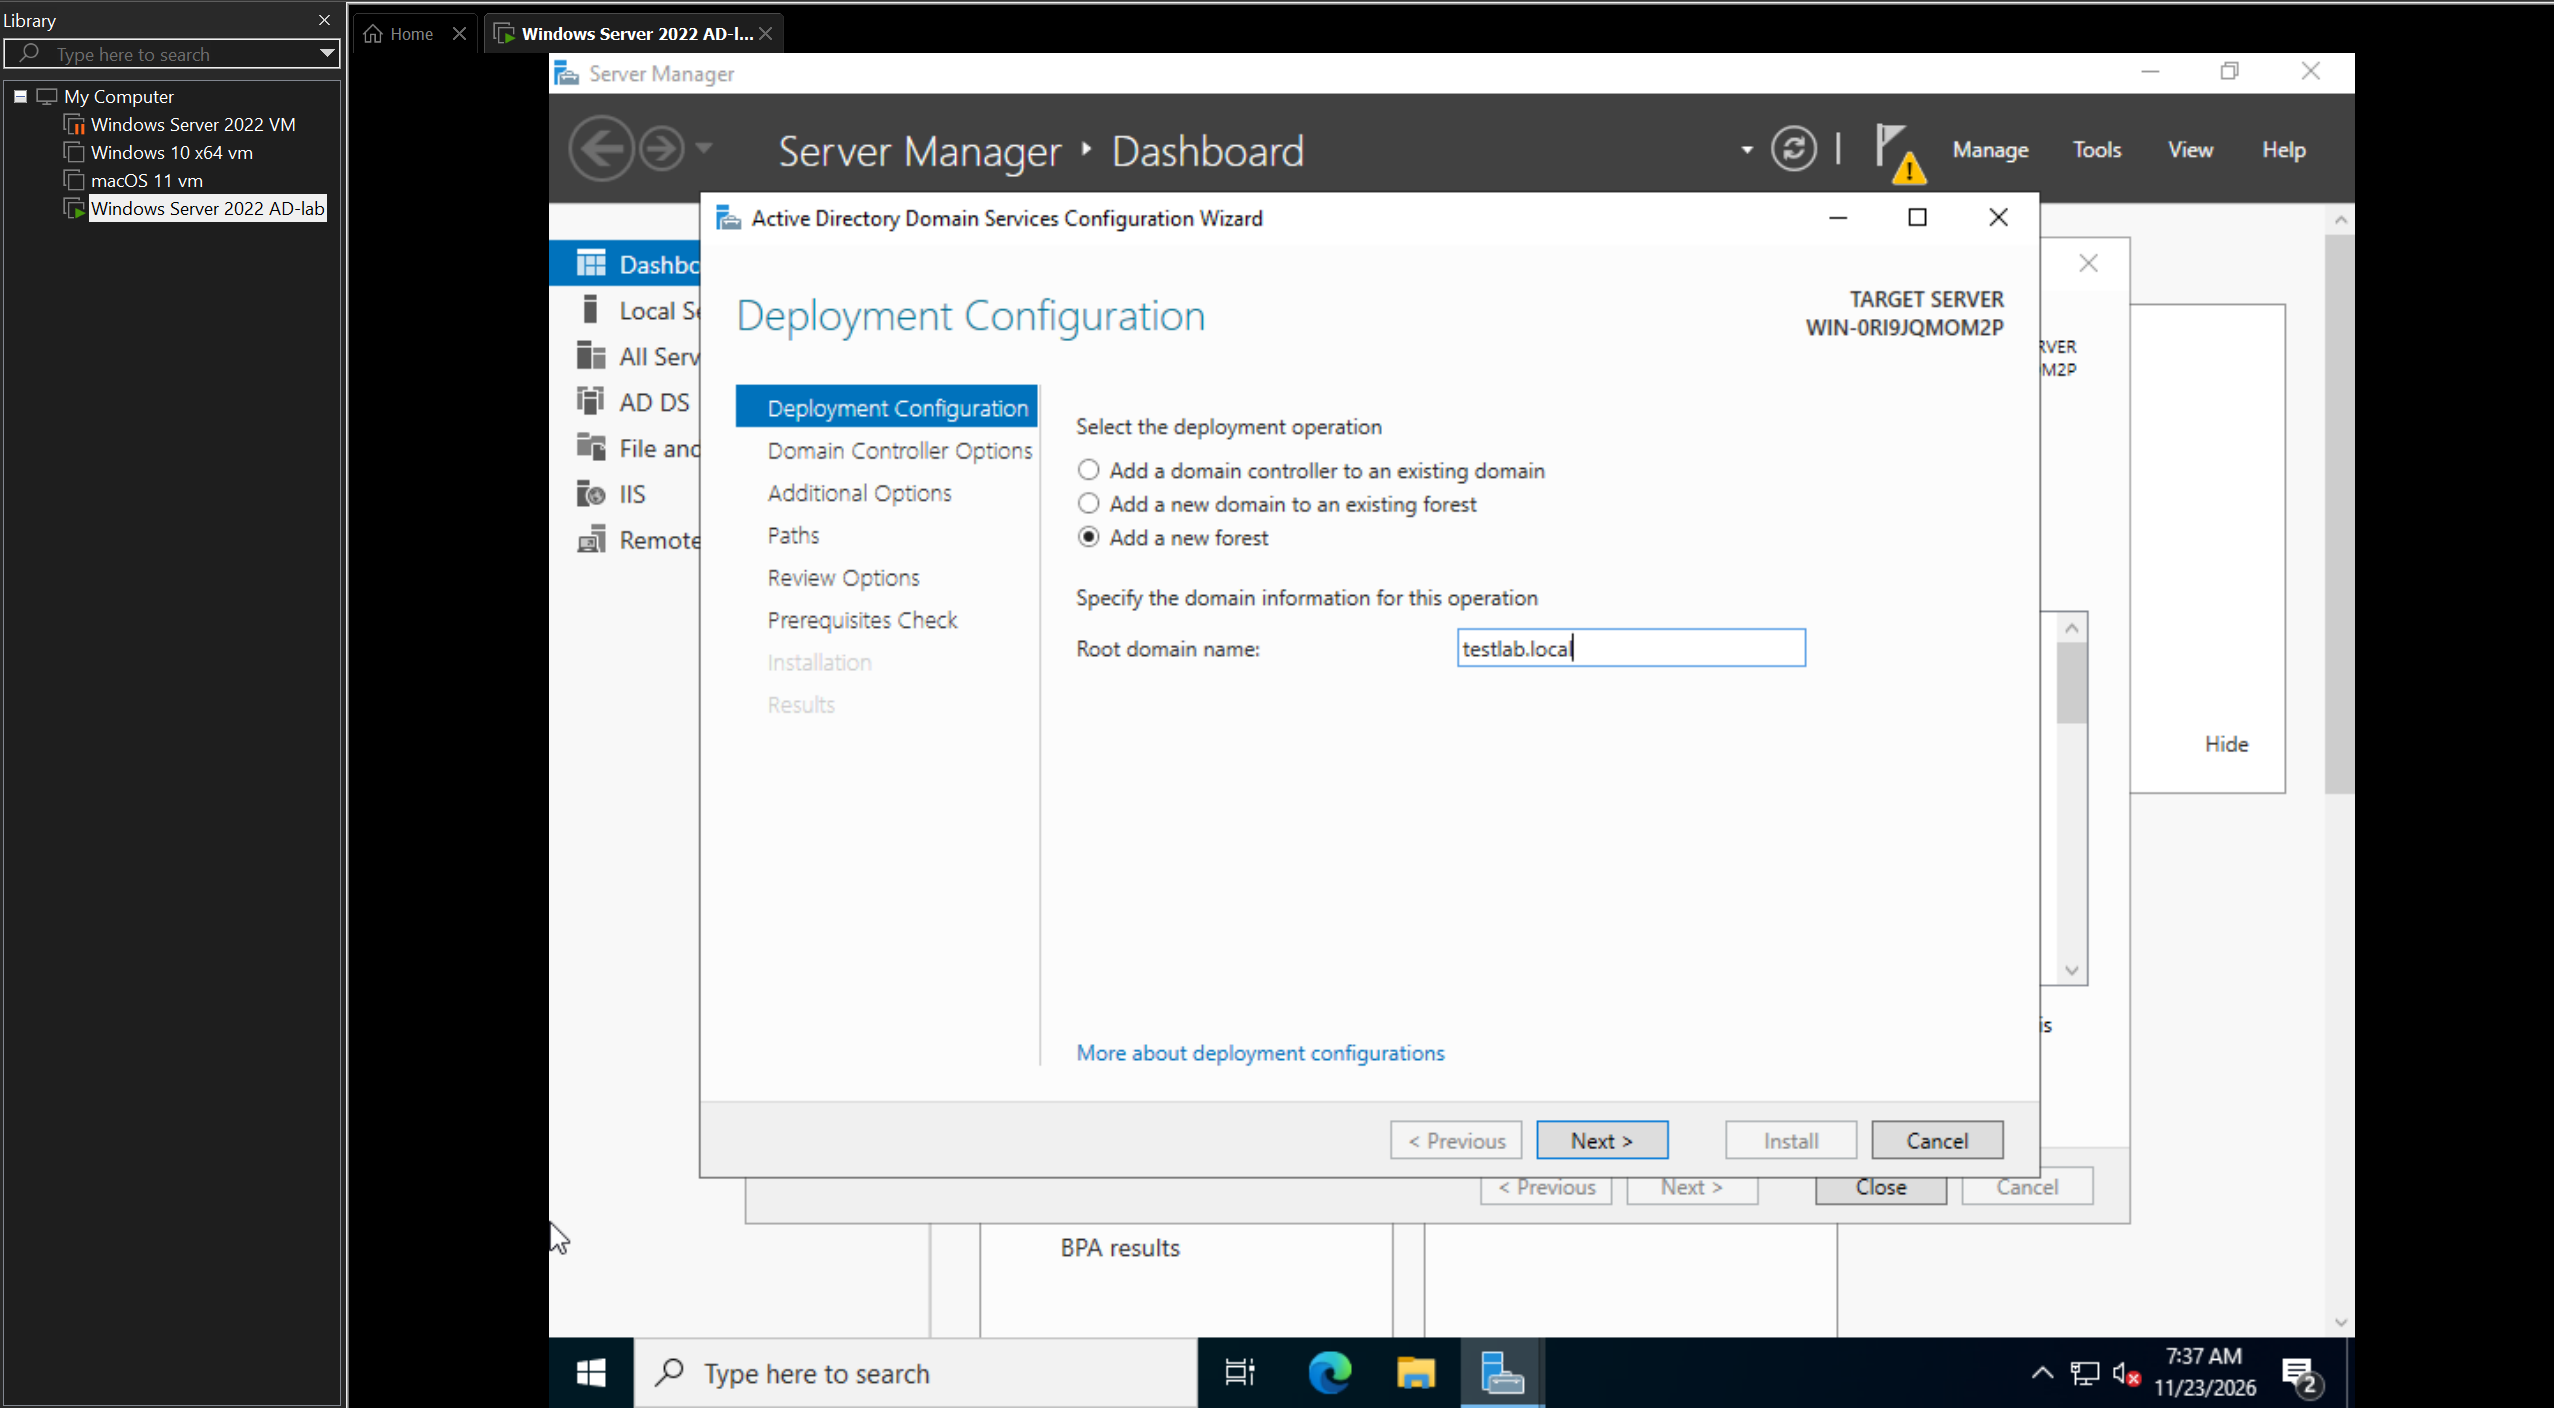 Library
Type here to search
My Computer
Windows Server 2022 VM
Windows 10 x64 vm
macOS 11 vm
Windows Server 2022 AD-lab
Home
Windows Server 2022 AD-l...
Server Manager
Server Manager ‣ Dashboard
Manage Tools View Help
Dashbo
Local Se
All Serv
AD DS
File and
IIS
Remote
Active Directory Domain Services Configuration Wizard
Deployment Configuration
TARGET SERVER
WIN-0RI9JQMOM2P
Deployment Configuration
Domain Controller Options
Additional Options
Paths
Review Options
Prerequisites Check
Installation
Results
Select the deployment operation
Add a domain controller to an existing domain
Add a new domain to an existing forest
Add a new forest
Specify the domain information for this operation
Root domain name: testlab.local
More about deployment configurations
< Previous Next > Install Cancel
RVER
M2P
Hide
is
< Previous Next > Close Cancel
BPA results
Type here to search
7:37 AM
11/23/2026
2